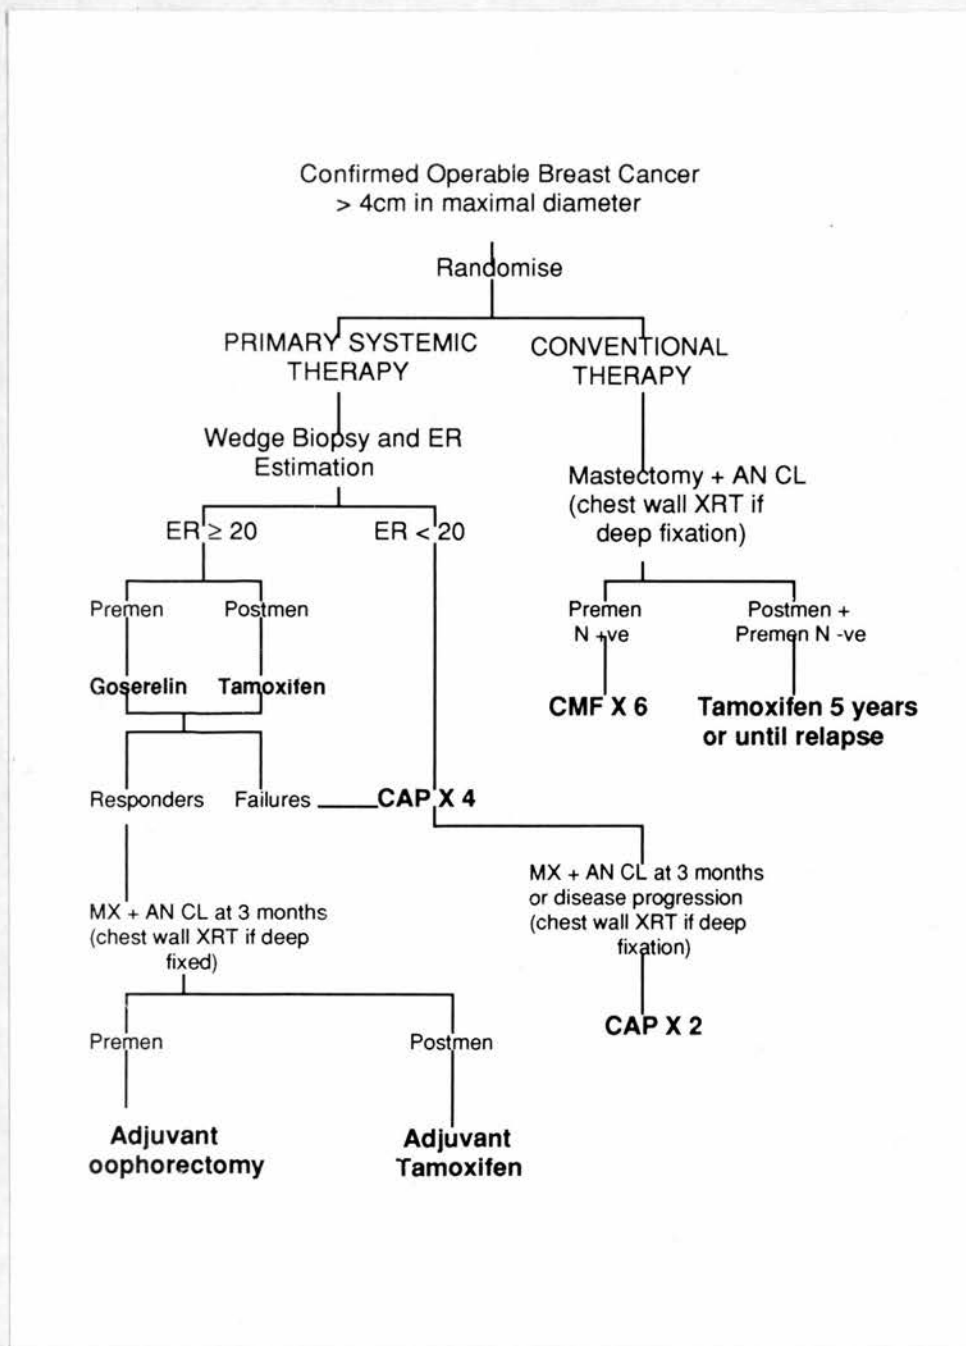 Confirmed Operable Breast Cancer
> 4cm in maximal diameter
Randomise
PRIMARY SYSTEMIC
THERAPY
CONVENTIONAL
THERAPY
Wedge Biopsy and ER
Estimation
Mastectomy + AN CL
(chest wall XRT if
deep fixation)
ER ≥ 20
ER < 20
Premen
Postmen
Premen
N +ve
Postmen +
Premen N -ve
Goserelin
Tamoxifen
CMF X 6
Tamoxifen 5 years
or until relapse
Responders
Failures
CAP X 4
MX + AN CL at 3 months
or disease progression
(chest wall XRT if deep
fixation)
MX + AN CL at 3 months
(chest wall XRT if deep
fixed)
CAP X 2
Premen
Postmen
Adjuvant
oophorectomy
Adjuvant
Tamoxifen